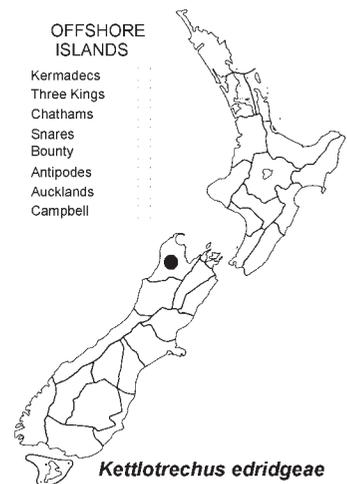 OFFSHORE
ISLANDS
Kermadecs
Three Kings
Chathams
Snares
Bounty
Antipodes
Aucklands
Campbell
Kettlotrechus edridgeae